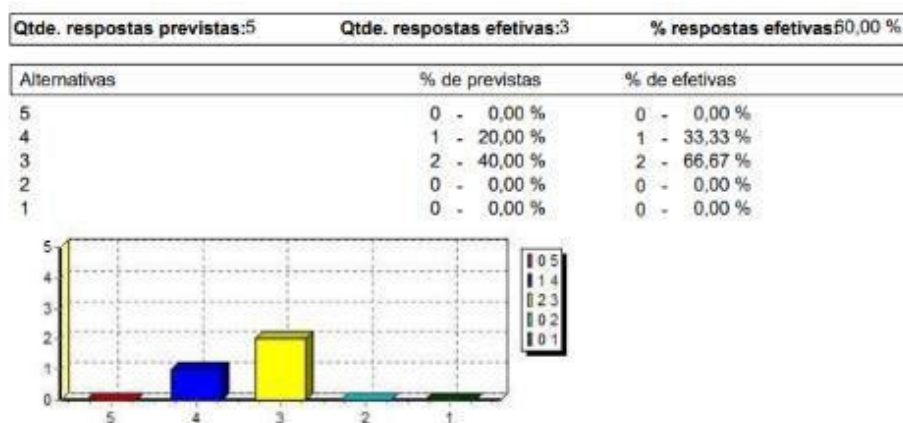 Qtde. respostas previstas:5 Qtde. respostas efetivas:3 % respostas efetivas:60,00 %
Alternativas % de previstas % de efetivas
5 0 - 0,00 % 0 - 0,00 %
4 1 - 20,00 % 1 - 33,33 %
3 2 - 40,00 % 2 - 66,67 %
2 0 - 0,00 % 0 - 0,00 %
1 0 - 0,00 % 0 - 0,00 %
5
4
3
2
1
0
5 4 3 2 1
0 5
1 4
2 3
0 2
0 1